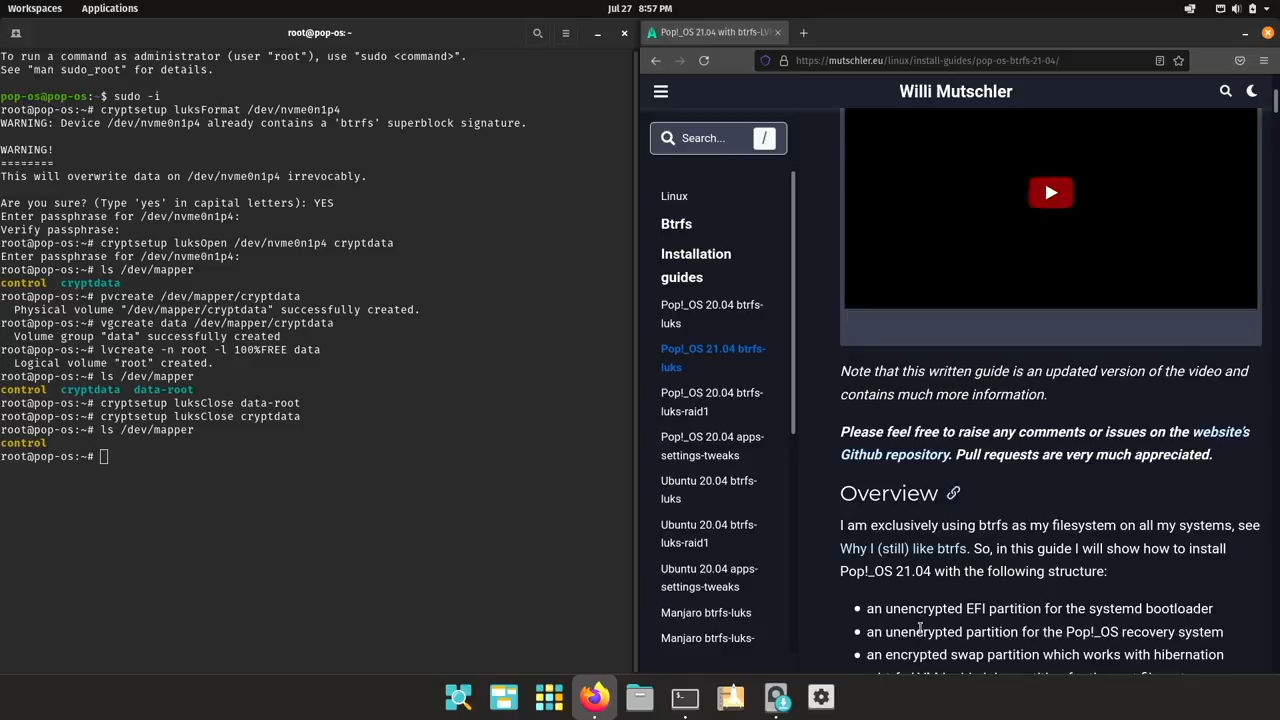 Workspaces
Applications
Jul 27 8:57 PM
root@pop-os: ~
To run a command as administrator (user "root"), use "sudo <command>".
See "man sudo_root" for details.
pop-os@pop-os:~$ sudo -i
root@pop-os:~# cryptsetup luksFormat /dev/nvme0n1p4
WARNING: Device /dev/nvme0n1p4 already contains a 'btrfs' superblock signature.
WARNING!
========
This will overwrite data on /dev/nvme0n1p4 irrevocably.
Are you sure? (Type 'yes' in capital letters): YES
Enter passphrase for /dev/nvme0n1p4:
Verify passphrase:
root@pop-os:~# cryptsetup luksOpen /dev/nvme0n1p4 cryptdata
Enter passphrase for /dev/nvme0n1p4:
root@pop-os:~# ls /dev/mapper
control cryptdata
root@pop-os:~# pvcreate /dev/mapper/cryptdata
Physical volume "/dev/mapper/cryptdata" successfully created.
root@pop-os:~# vgcreate data /dev/mapper/cryptdata
Volume group "data" successfully created
root@pop-os:~# lvcreate -n root -l 100%FREE data
Logical volume "root" created.
root@pop-os:~# ls /dev/mapper
control cryptdata data-root
root@pop-os:~# cryptsetup luksClose data-root
root@pop-os:~# cryptsetup luksClose cryptdata
root@pop-os:~# ls /dev/mapper
control
root@pop-os:~#
Pop!_OS 21.04 with btrfs-LV
https://mutschler.eu/linux/install-guides/pop-os-btrfs-21-04/
Willi Mutschler
Search... /
Linux
Btrfs
Installation
guides
Pop!_OS 20.04 btrfs-
luks
Pop!_OS 21.04 btrfs-
luks
Pop!_OS 20.04 btrfs-
luks-raid1
Pop!_OS 20.04 apps-
settings-tweaks
Ubuntu 20.04 btrfs-
luks
Ubuntu 20.04 btrfs-
luks-raid1
Ubuntu 20.04 apps-
settings-tweaks
Manjaro btrfs-luks
Manjaro btrfs-luks-
Note that this written guide is an updated version of the video and
contains much more information.
Please feel free to raise any comments or issues on the website's
Github repository. Pull requests are very much appreciated.
Overview
I am exclusively using btrfs as my filesystem on all my systems, see
Why I (still) like btrfs. So, in this guide I will show how to install
Pop!_OS 21.04 with the following structure:
an unencrypted EFI partition for the systemd bootloader
an unencrypted partition for the Pop!_OS recovery system
an encrypted swap partition which works with hibernation